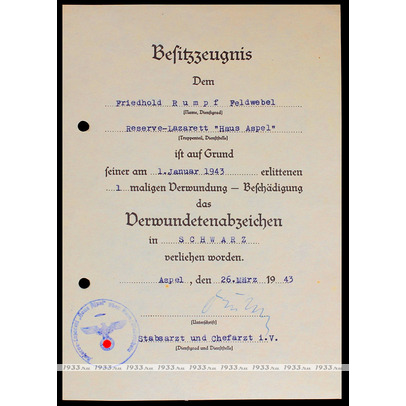 Besitzzeugnis
Dem
Friedhold Rumpf Feldwebel
(Name, Dienstgrad)
Reserve-Lazarett "Haus Aspel"
(Truppenteil, Dienststelle)
ist auf Grund
seiner am 1.Januar 1943 erlittenen
1 maligen Verwundung – Beschädigung
das
Verwundetenabzeichen
in SCHWARZ
verliehen worden.
Aspel, den 26.März 1943
(Unterschrift)
Stabsarzt und Chefarzt i.V.
(Dienstgrad und Dienststelle)